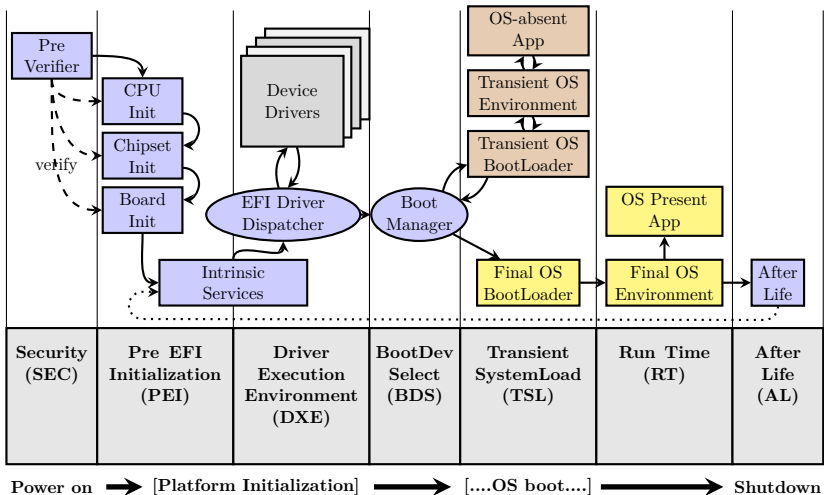 Pre
Verifier
CPU
Init
Chipset
Init
verify
Board
Init
Device
Drivers
EFI Driver
Dispatcher
Intrinsic
Services
Boot
Manager
OS-absent
App
Transient OS
Environment
Transient OS
BootLoader
Final OS
BootLoader
OS Present
App
Final OS
Environment
After
Life
Security
(SEC)
Pre EFI
Initialization
(PEI)
Driver
Execution
Environment
(DXE)
BootDev
Select
(BDS)
Transient
SystemLoad
(TSL)
Run Time
(RT)
After
Life
(AL)
Power on [Platform Initialization] [....OS boot....] Shutdown